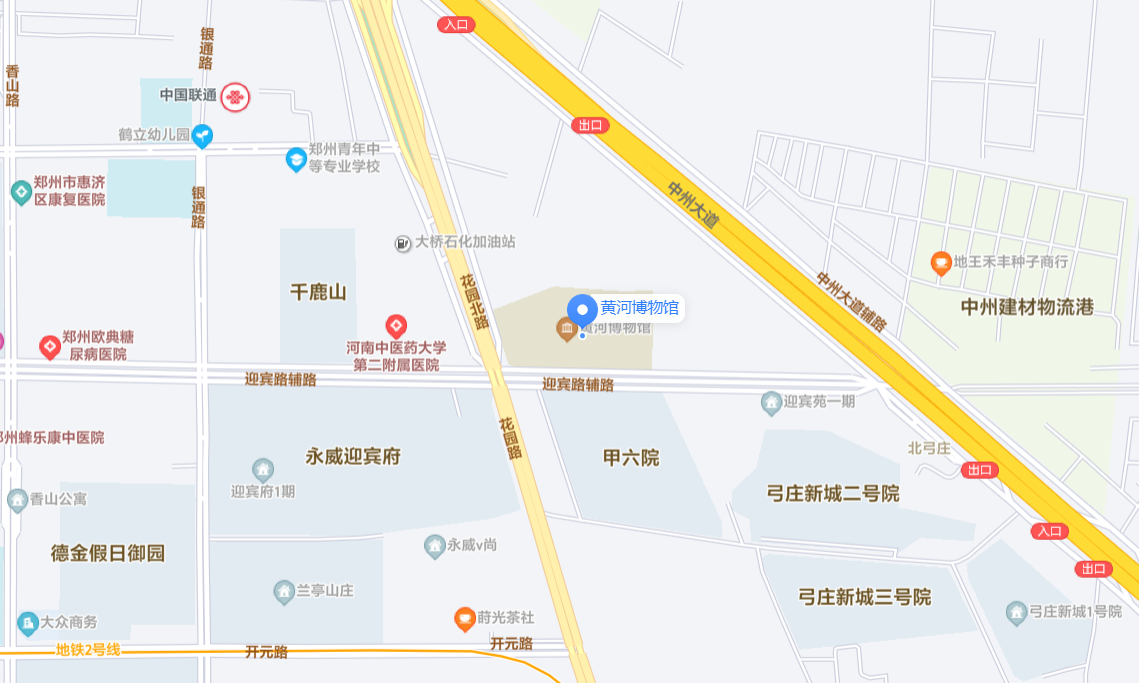 入口
银通路
香山路
中国联通
出口
鹤立幼儿园
郑州青年中
等专业学校
郑州市惠济
区康复医院
银通路
中州大道
大桥石化加油站
地王禾丰种子商行
花园北路
千鹿山
中州大道辅路
中州建材物流港
黄河博物馆
黄河博物馆
郑州欧典糖
尿病医院
河南中医药大学
第二附属医院
迎宾路辅路
迎宾路辅路
迎宾苑一期
花园路
郑州蜂乐康中医院
永威迎宾府
甲六院
北弓庄
出口
迎宾府1期
弓庄新城二号院
香山公寓
入口
德金假日御园
永威v尚
出口
兰亭山庄
弓庄新城三号院
弓庄新城1号院
大众商务
莳光茶社
地铁2号线
开元路
开元路